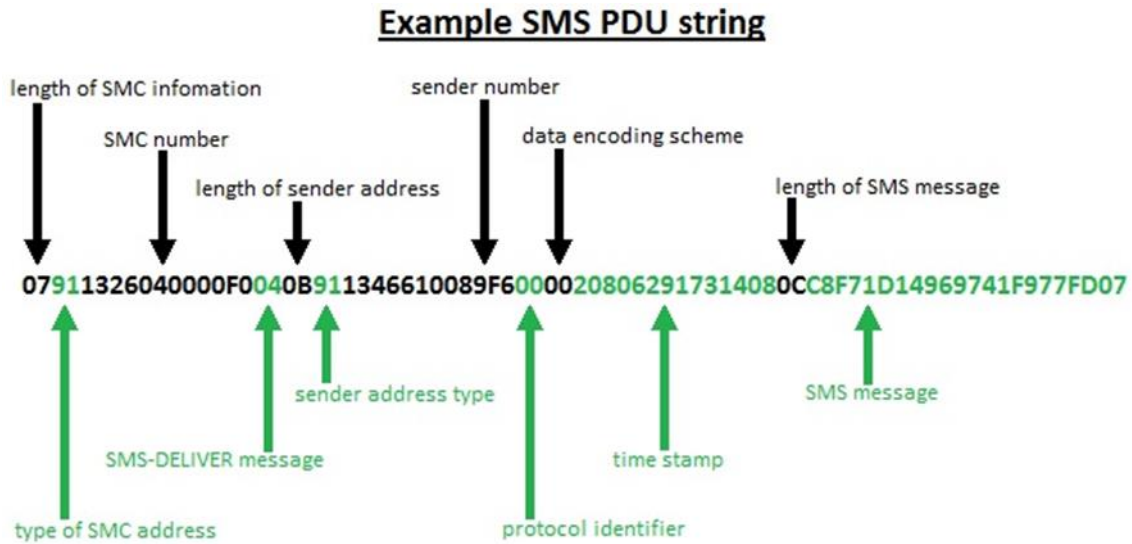 Example SMS PDU string
length of SMC infomation
sender number
SMC number
data encoding scheme
length of sender address
length of SMS message
07911326040000F0040B911346610089F60000208062917314080CC8F71D14969741F977FD07
sender address type
SMS message
SMS-DELIVER message
time stamp
type of SMC address
protocol identifier